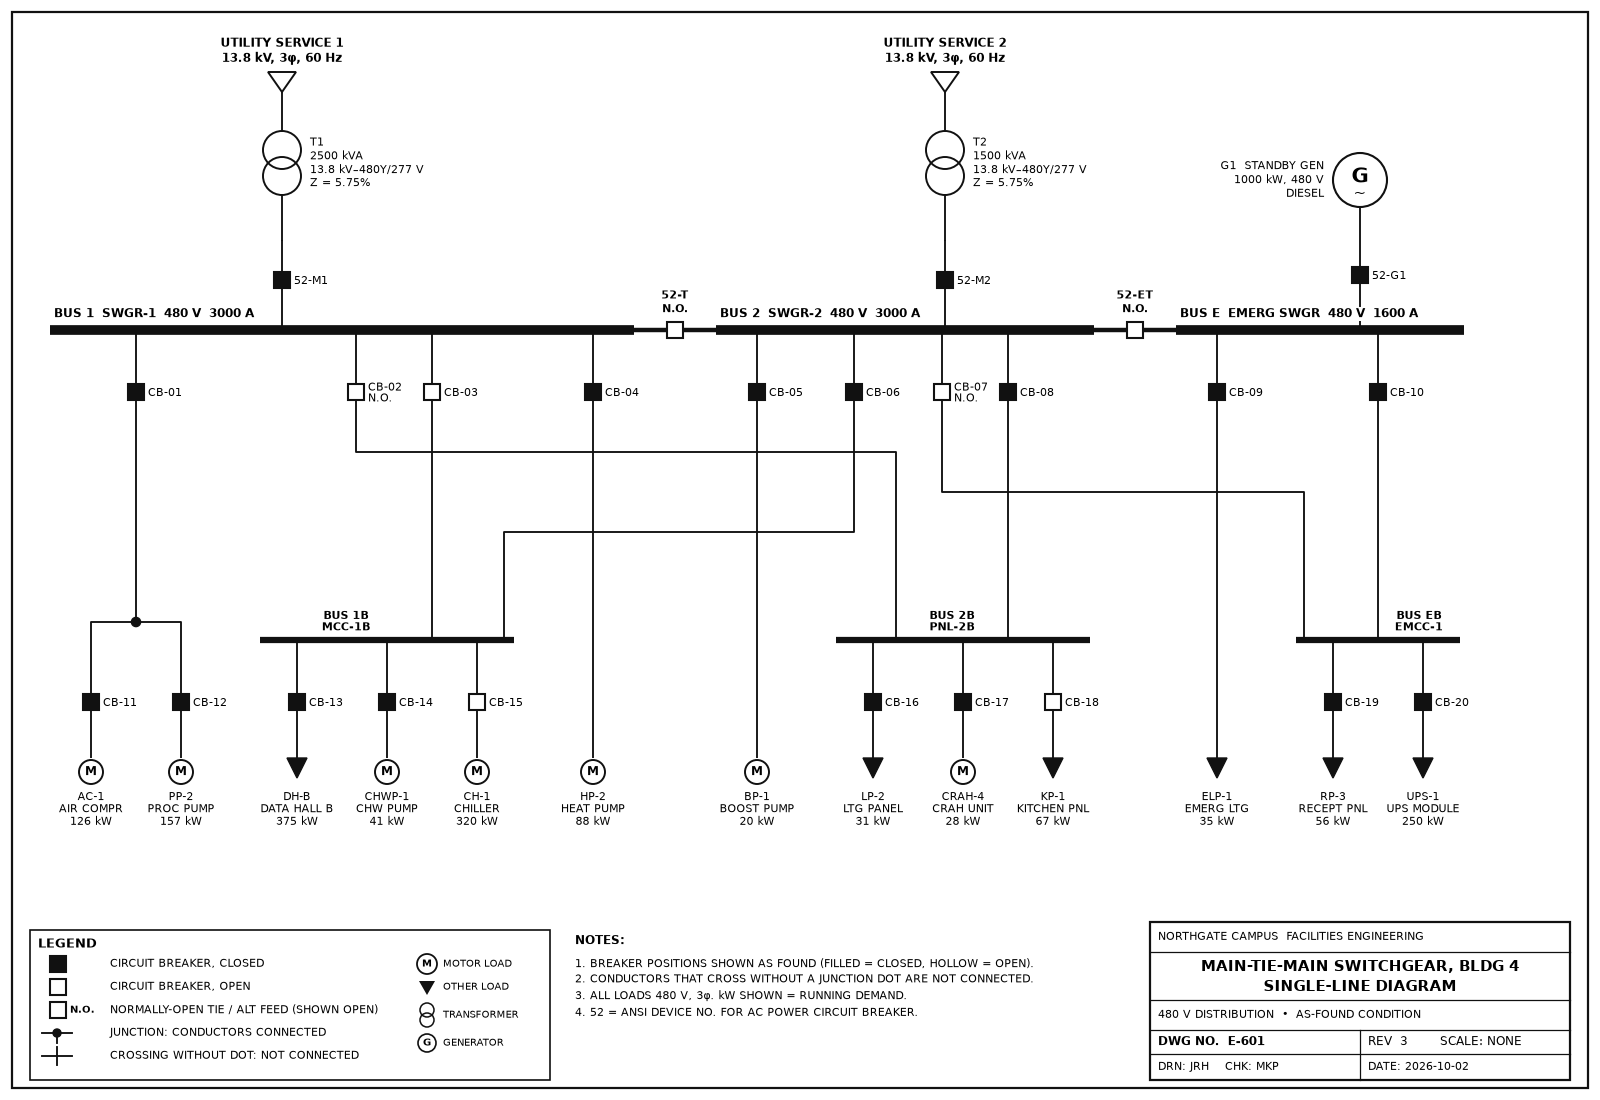 UTILITY SERVICE 1
13.8 kV, 3φ, 60 Hz
UTILITY SERVICE 2
13.8 kV, 3φ, 60 Hz
T1
2500 kVA
13.8 kV–480Y/277 V
Z = 5.75%
T2
1500 kVA
13.8 kV–480Y/277 V
Z = 5.75%
G1 STANDBY GEN
1000 kW, 480 V
DIESEL
G
~
52-M1
52-M2
52-G1
52-T
N.O.
52-ET
N.O.
BUS 1 SWGR-1 480 V 3000 A
BUS 2 SWGR-2 480 V 3000 A
BUS E EMERG SWGR 480 V 1600 A
CB-01
CB-02
N.O.
CB-03
CB-04
CB-05
CB-06
CB-07
N.O.
CB-08
CB-09
CB-10
BUS 1B
MCC-1B
BUS 2B
PNL-2B
BUS EB
EMCC-1
CB-11
CB-12
CB-13
CB-14
CB-15
CB-16
CB-17
CB-18
CB-19
CB-20
M
M
M
M
M
M
M
AC-1
AIR COMPR
126 kW
PP-2
PROC PUMP
157 kW
DH-B
DATA HALL B
375 kW
CHWP-1
CHW PUMP
41 kW
CH-1
CHILLER
320 kW
HP-2
HEAT PUMP
88 kW
BP-1
BOOST PUMP
20 kW
LP-2
LTG PANEL
31 kW
CRAH-4
CRAH UNIT
28 kW
KP-1
KITCHEN PNL
67 kW
ELP-1
EMERG LTG
35 kW
RP-3
RECEPT PNL
56 kW
UPS-1
UPS MODULE
250 kW
LEGEND
CIRCUIT BREAKER, CLOSED
CIRCUIT BREAKER, OPEN
N.O. NORMALLY-OPEN TIE / ALT FEED (SHOWN OPEN)
JUNCTION: CONDUCTORS CONNECTED
CROSSING WITHOUT DOT: NOT CONNECTED
M MOTOR LOAD
OTHER LOAD
TRANSFORMER
G GENERATOR
NOTES:
1. BREAKER POSITIONS SHOWN AS FOUND (FILLED = CLOSED, HOLLOW = OPEN).
2. CONDUCTORS THAT CROSS WITHOUT A JUNCTION DOT ARE NOT CONNECTED.
3. ALL LOADS 480 V, 3φ. kW SHOWN = RUNNING DEMAND.
4. 52 = ANSI DEVICE NO. FOR AC POWER CIRCUIT BREAKER.
NORTHGATE CAMPUS FACILITIES ENGINEERING
MAIN-TIE-MAIN SWITCHGEAR, BLDG 4
SINGLE-LINE DIAGRAM
480 V DISTRIBUTION • AS-FOUND CONDITION
DWG NO. E-601
REV 3 SCALE: NONE
DRN: JRH CHK: MKP
DATE: 2026-10-02